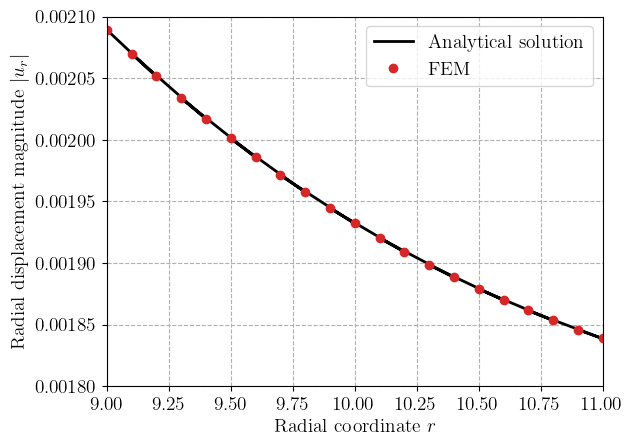 0.00210
0.00205
0.00200
0.00195
0.00190
0.00185
0.00180
Radial displacement magnitude |u_r|
Analytical solution
FEM
9.00 9.25 9.50 9.75 10.00 10.25 10.50 10.75 11.00
Radial coordinate r